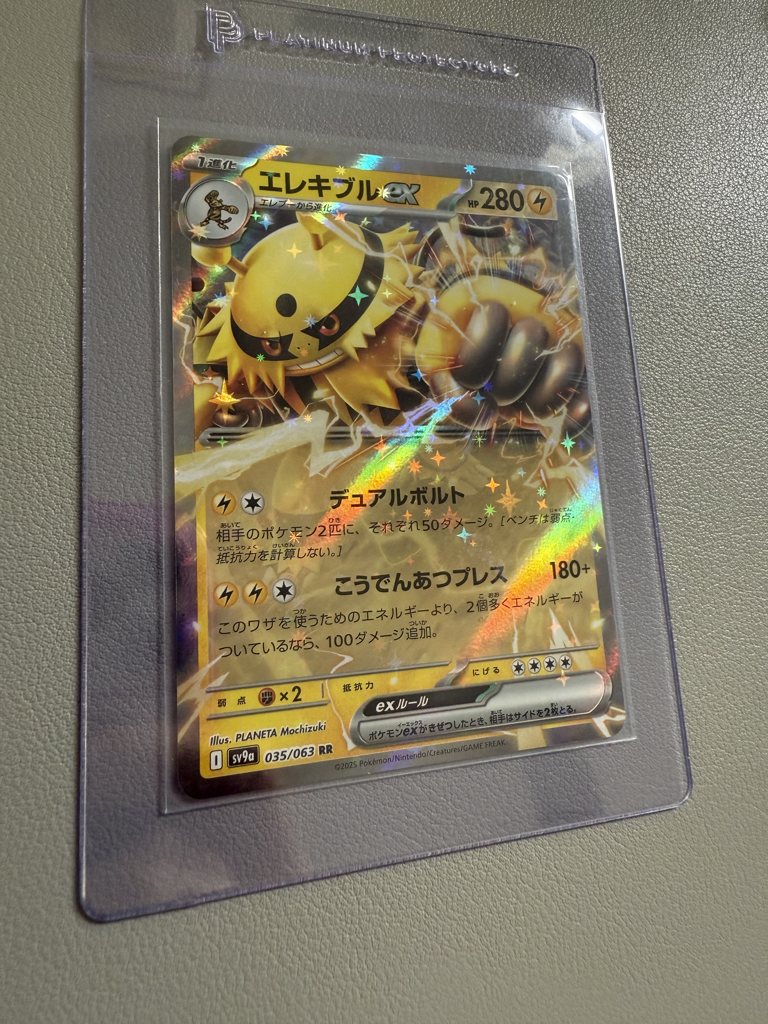 PLATINUM PROTECTORS
1進化
エレキブルex
HP 280
エレブーから進化
デュアルボルト
相手のポケモン2匹に、それぞれ50ダメージ。[ベンチは弱点・
抵抗力を計算しない。]
こうでんあつプレス 180+
このワザを使うためのエネルギーより、2個多くエネルギーが
ついているなら、100ダメージ追加。
弱点 ×2 抵抗力 にげる
exルール
ポケモンexがきぜつしたとき、相手はサイドを2枚とる。
Illus. PLANETA Mochizuki
I sv9a 035/063 RR
©2025 Pokémon/Nintendo/Creatures/GAME FREAK.